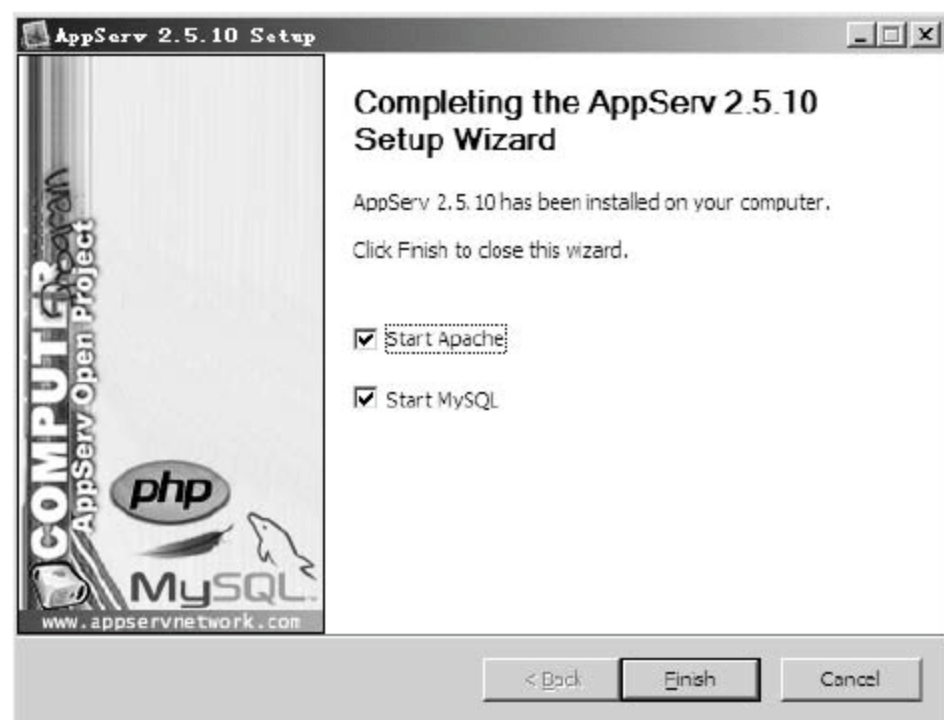 AppServ 2.5.10 Setup
Completing the AppServ 2.5.10
Setup Wizard
AppServ 2.5.10 has been installed on your computer.
Click Finish to close this wizard.
Start Apache
Start MySQL
COMPUTER
Program
AppServ Open Project
php
MySQL
www.appservnetwork.com
< Back
Finish
Cancel